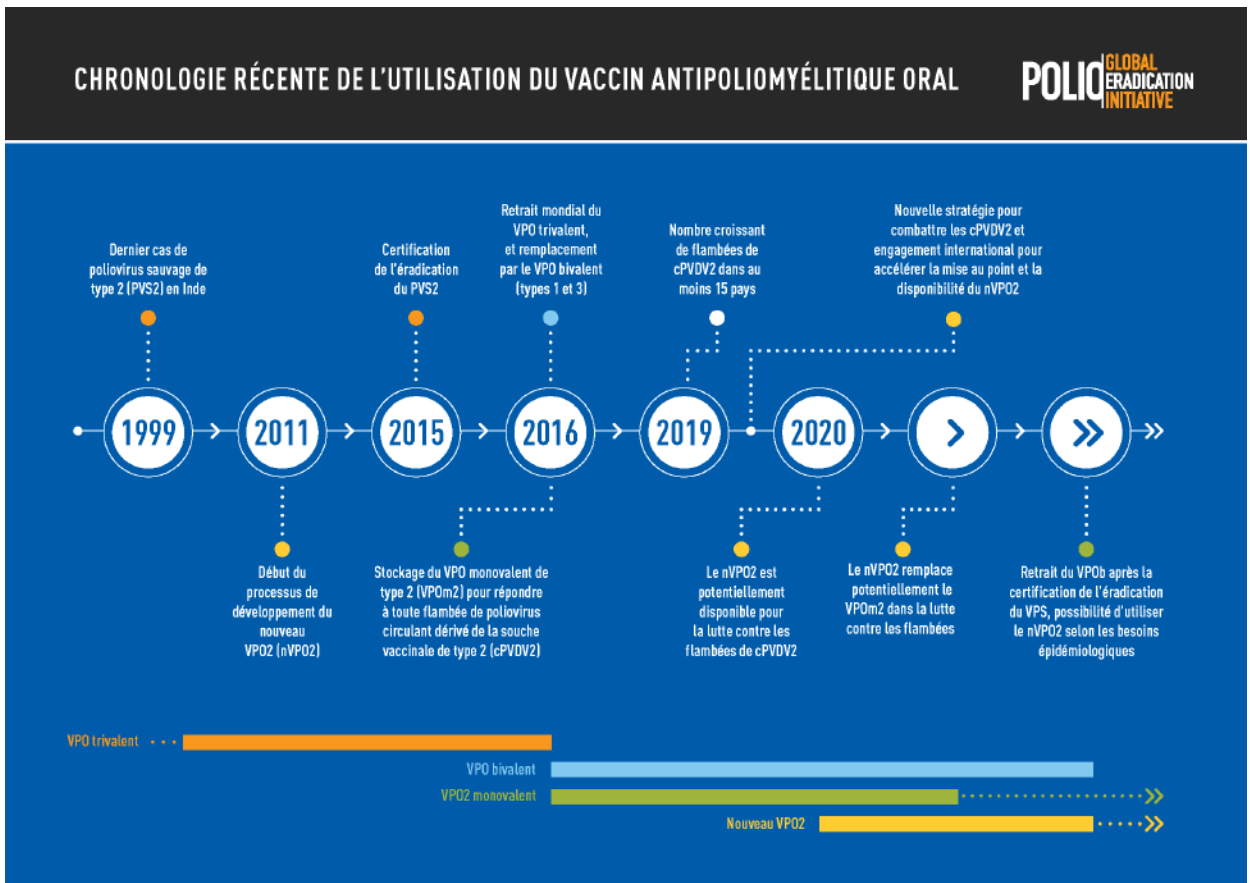 CHRONOLOGIE RÉCENTE DE L'UTILISATION DU VACCIN ANTIPOLIOMYÉLITIQUE ORAL
POLIO GLOBAL
ERADICATION
INITIATIVE
Dernier cas de
poliovirus sauvage de
type 2 (PVS2) en Inde
Certification
de l'éradication
du PVS2
Retrait mondial du
VPO trivalent,
et remplacement
par le VPO bivalent
(types 1 et 3)
Nombre croissant
de flambées de
cPVDV2 dans au
moins 15 pays
Nouvelle stratégie pour
combattre les cPVDV2 et
engagement international pour
accélérer la mise au point et la
disponibilité du nVPO2
1999
2011
2015
2016
2019
2020
Début du
processus de
développement du
nouveau
VPO2 (nVPO2)
Stockage du VPO monovalent de
type 2 (VPOm2) pour répondre
à toute flambée de poliovirus
circulant dérivé de la souche
vaccinale de type 2 (cPVDV2)
Le nVPO2 est
potentiellement
disponible pour
la lutte contre les
flambées de cPVDV2
Le nVPO2 remplace
potentiellement le
VPOm2 dans la lutte
contre les flambées
Retrait du VPOb après la
certification de l'éradication
du VPS, possibilité d'utiliser
le nVPO2 selon les besoins
épidémiologiques
VPO trivalent
VPO bivalent
VPO2 monovalent
Nouveau VPO2